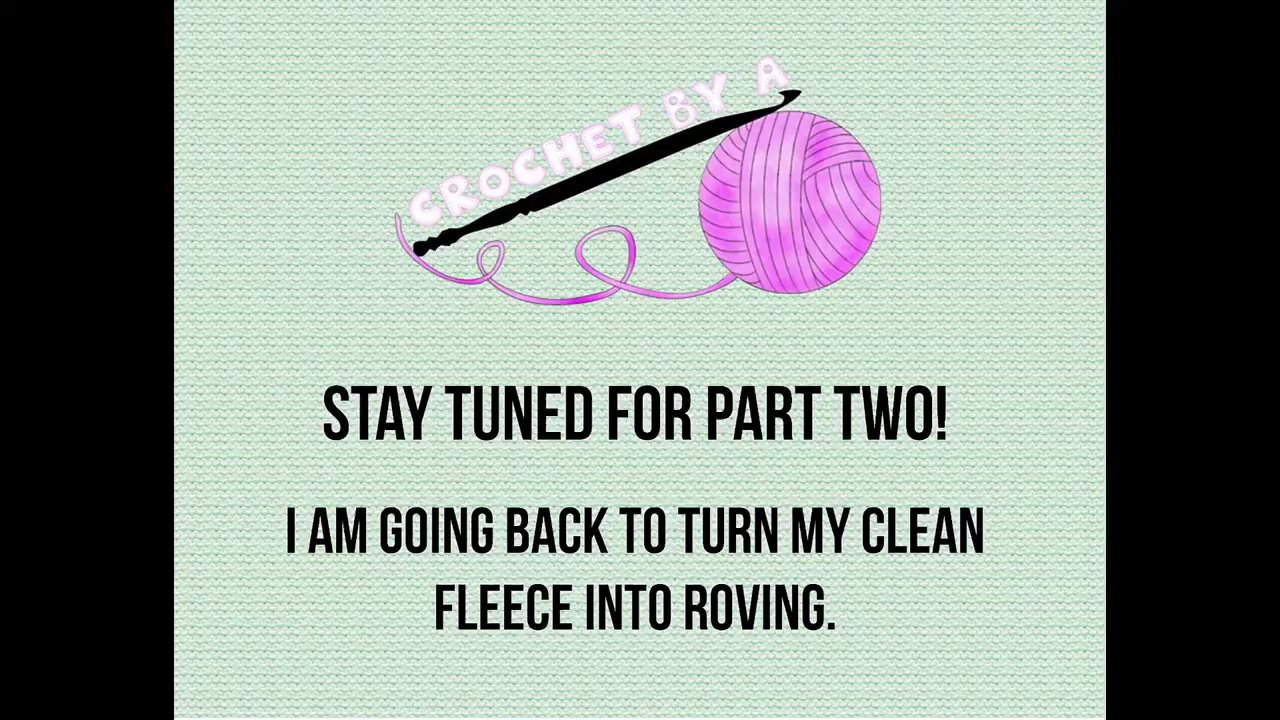 CROCHET BY A
STAY TUNED FOR PART TWO!
I AM GOING BACK TO TURN MY CLEAN
FLEECE INTO ROVING.